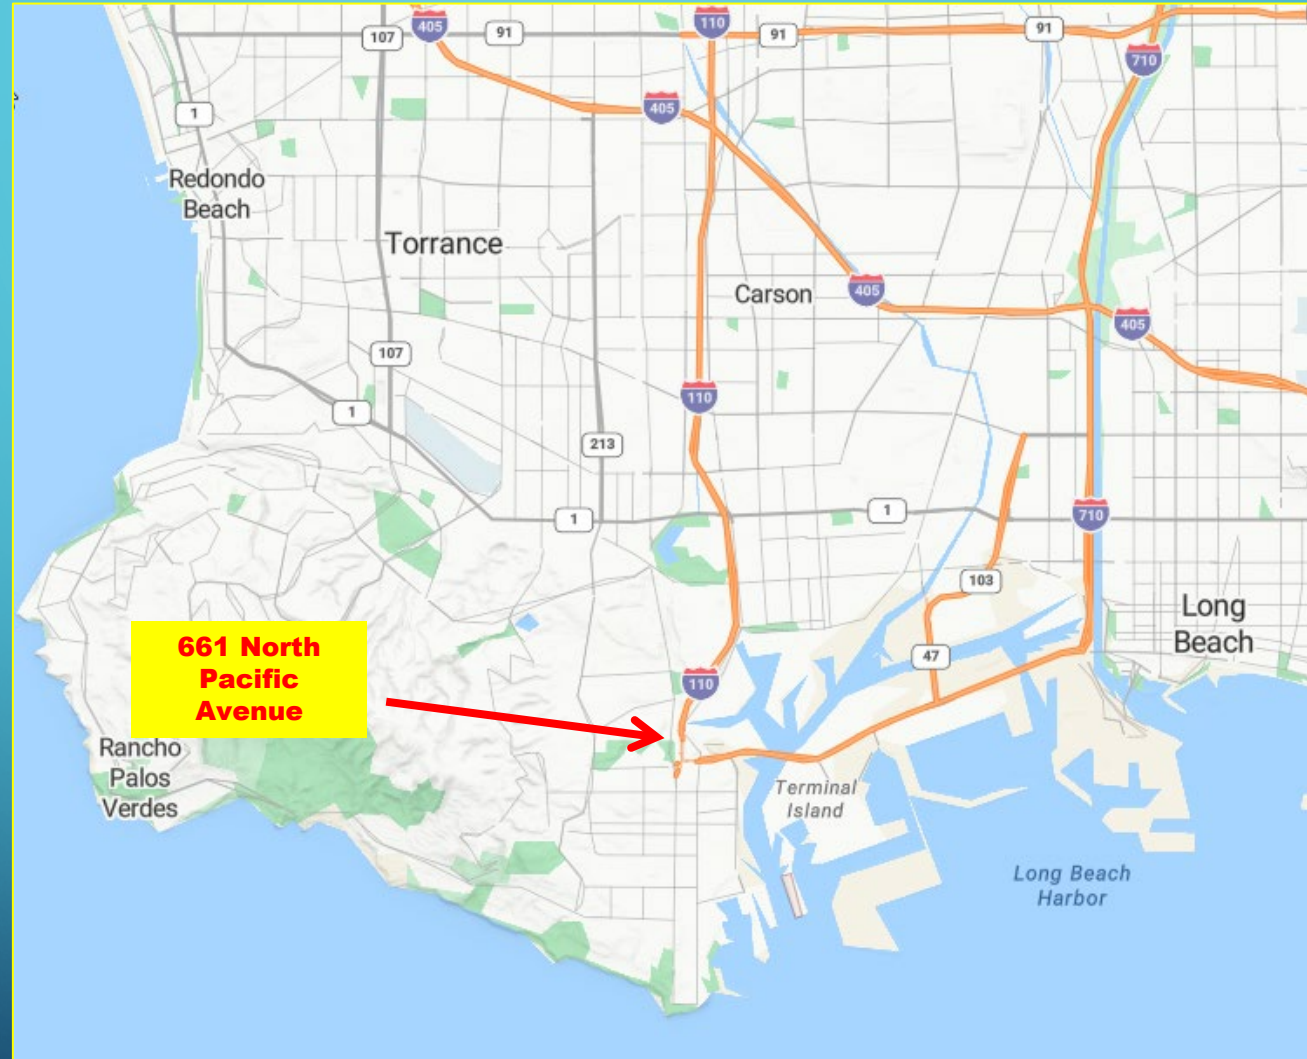 405
107
91
110
91
91
710
405
1
Redondo
Beach
Torrance
Carson
405
405
107
110
1
213
1
1
710
103
Long
Beach
661 North
Pacific
Avenue
47
110
Rancho
Palos
Verdes
Terminal
Island
Long Beach
Harbor